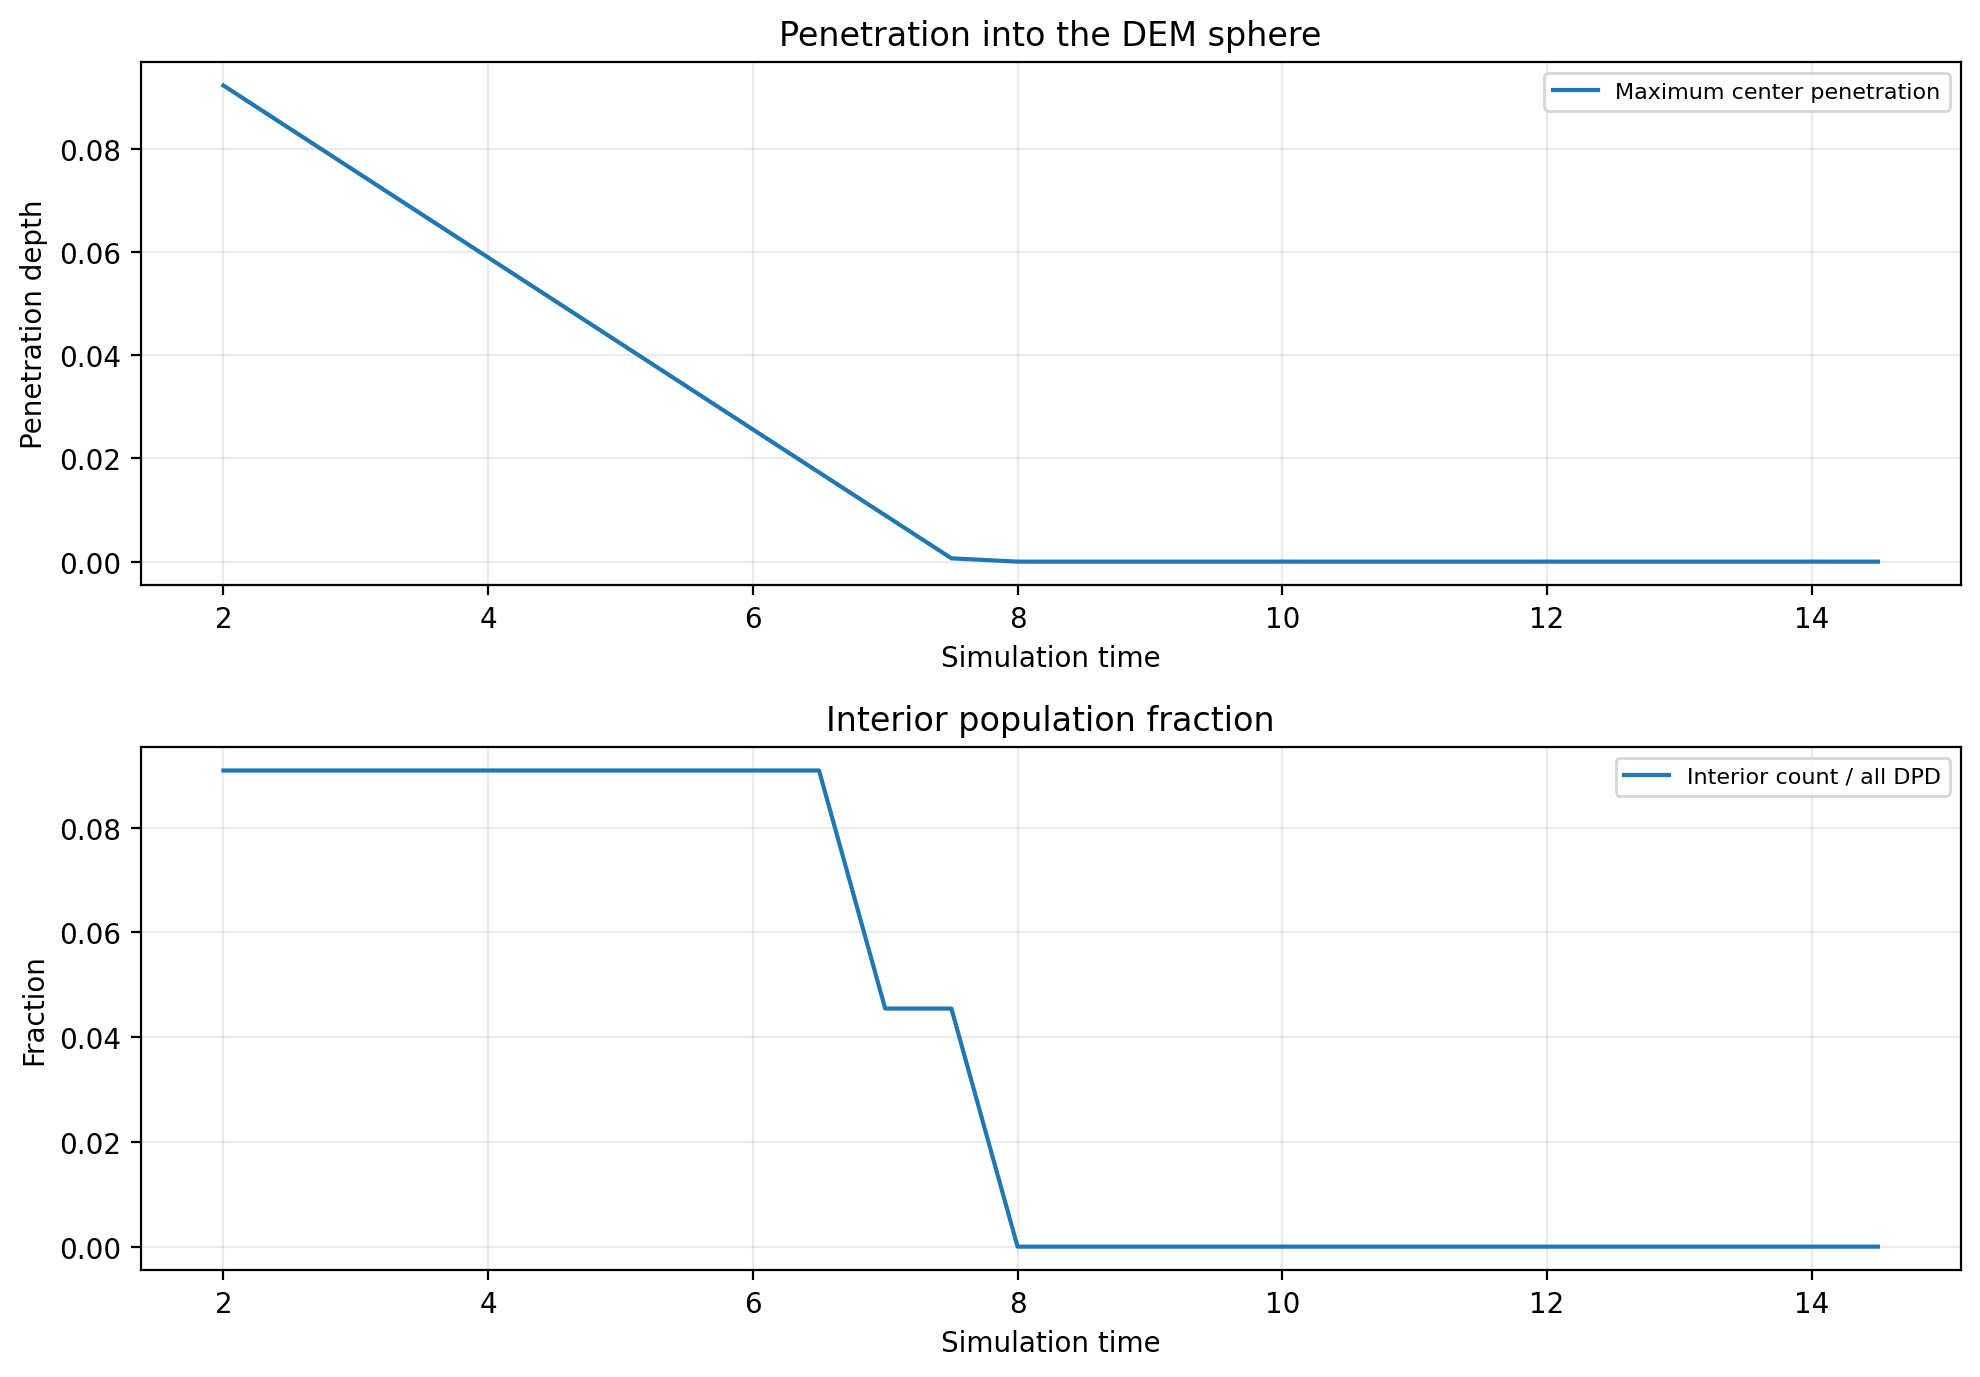 Penetration into the DEM sphere
Maximum center penetration
Penetration depth
0.08
0.06
0.04
0.02
0.00
2 4 6 8 10 12 14
Simulation time
Interior population fraction
Interior count / all DPD
Fraction
0.08
0.06
0.04
0.02
0.00
2 4 6 8 10 12 14
Simulation time